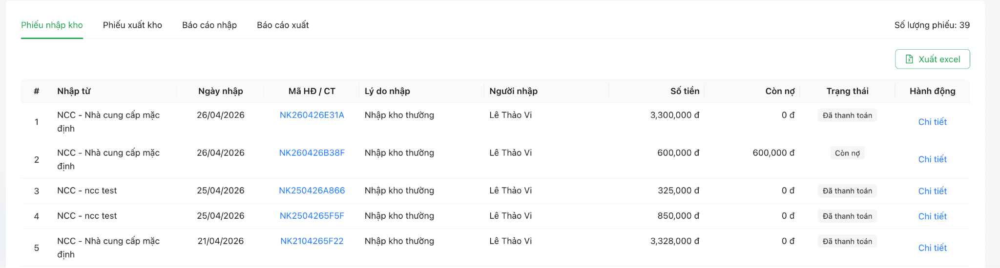 Phiếu nhập kho Phiếu xuất kho Báo cáo nhập Báo cáo xuất Số lượng phiếu: 39
Xuất excel
# Nhập từ Ngày nhập Mã HĐ / CT Lý do nhập Người nhập Số tiền Còn nợ Trạng thái Hành động
1 NCC - Nhà cung cấp mặc định 26/04/2026 NK260426E31A Nhập kho thường Lê Thảo Vi 3,300,000 đ 0 đ Đã thanh toán Chi tiết
2 NCC - Nhà cung cấp mặc định 26/04/2026 NK260426B38F Nhập kho thường Lê Thảo Vi 600,000 đ 600,000 đ Còn nợ Chi tiết
3 NCC - ncc test 25/04/2026 NK250426A866 Nhập kho thường Lê Thảo Vi 325,000 đ 0 đ Đã thanh toán Chi tiết
4 NCC - ncc test 25/04/2026 NK2504265F5F Nhập kho thường Lê Thảo Vi 850,000 đ 0 đ Đã thanh toán Chi tiết
5 NCC - Nhà cung cấp mặc định 21/04/2026 NK2104265F22 Nhập kho thường Lê Thảo Vi 3,328,000 đ 0 đ Đã thanh toán Chi tiết